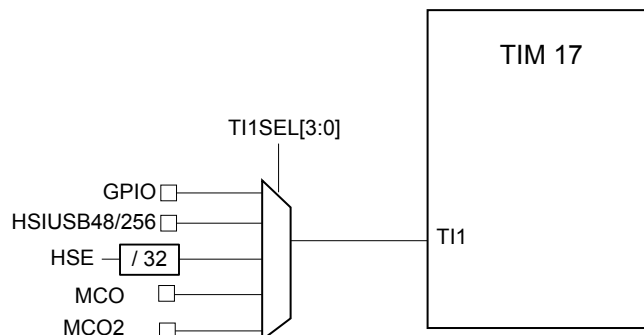 TIM 17
TI1SEL[3:0]
GPIO
HSIUSB48/256
HSE / 32
TI1
MCO
MCO2